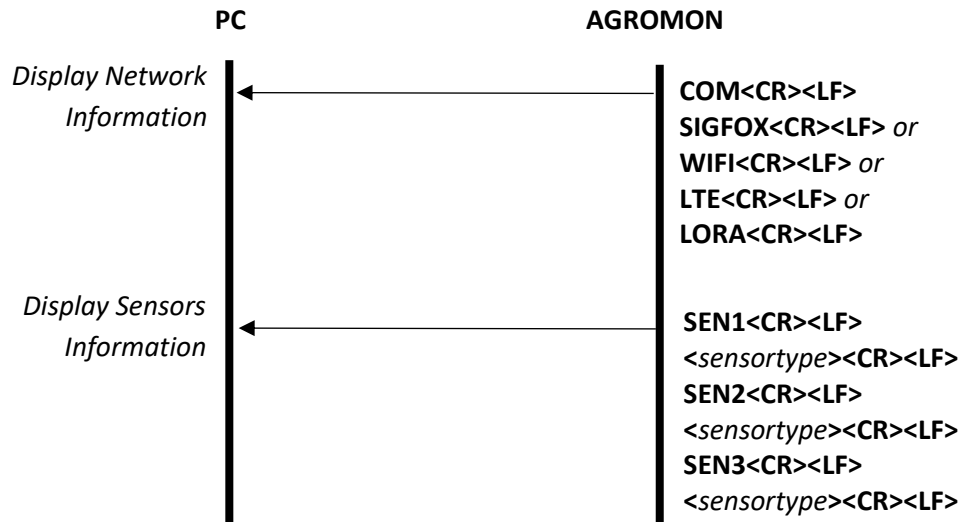 PC AGROMON
Display Network
Information
COM<CR><LF>
SIGFOX<CR><LF> or
WIFI<CR><LF> or
LTE<CR><LF> or
LORA<CR><LF>
Display Sensors
Information
SEN1<CR><LF>
<sensortype><CR><LF>
SEN2<CR><LF>
<sensortype><CR><LF>
SEN3<CR><LF>
<sensortype><CR><LF>